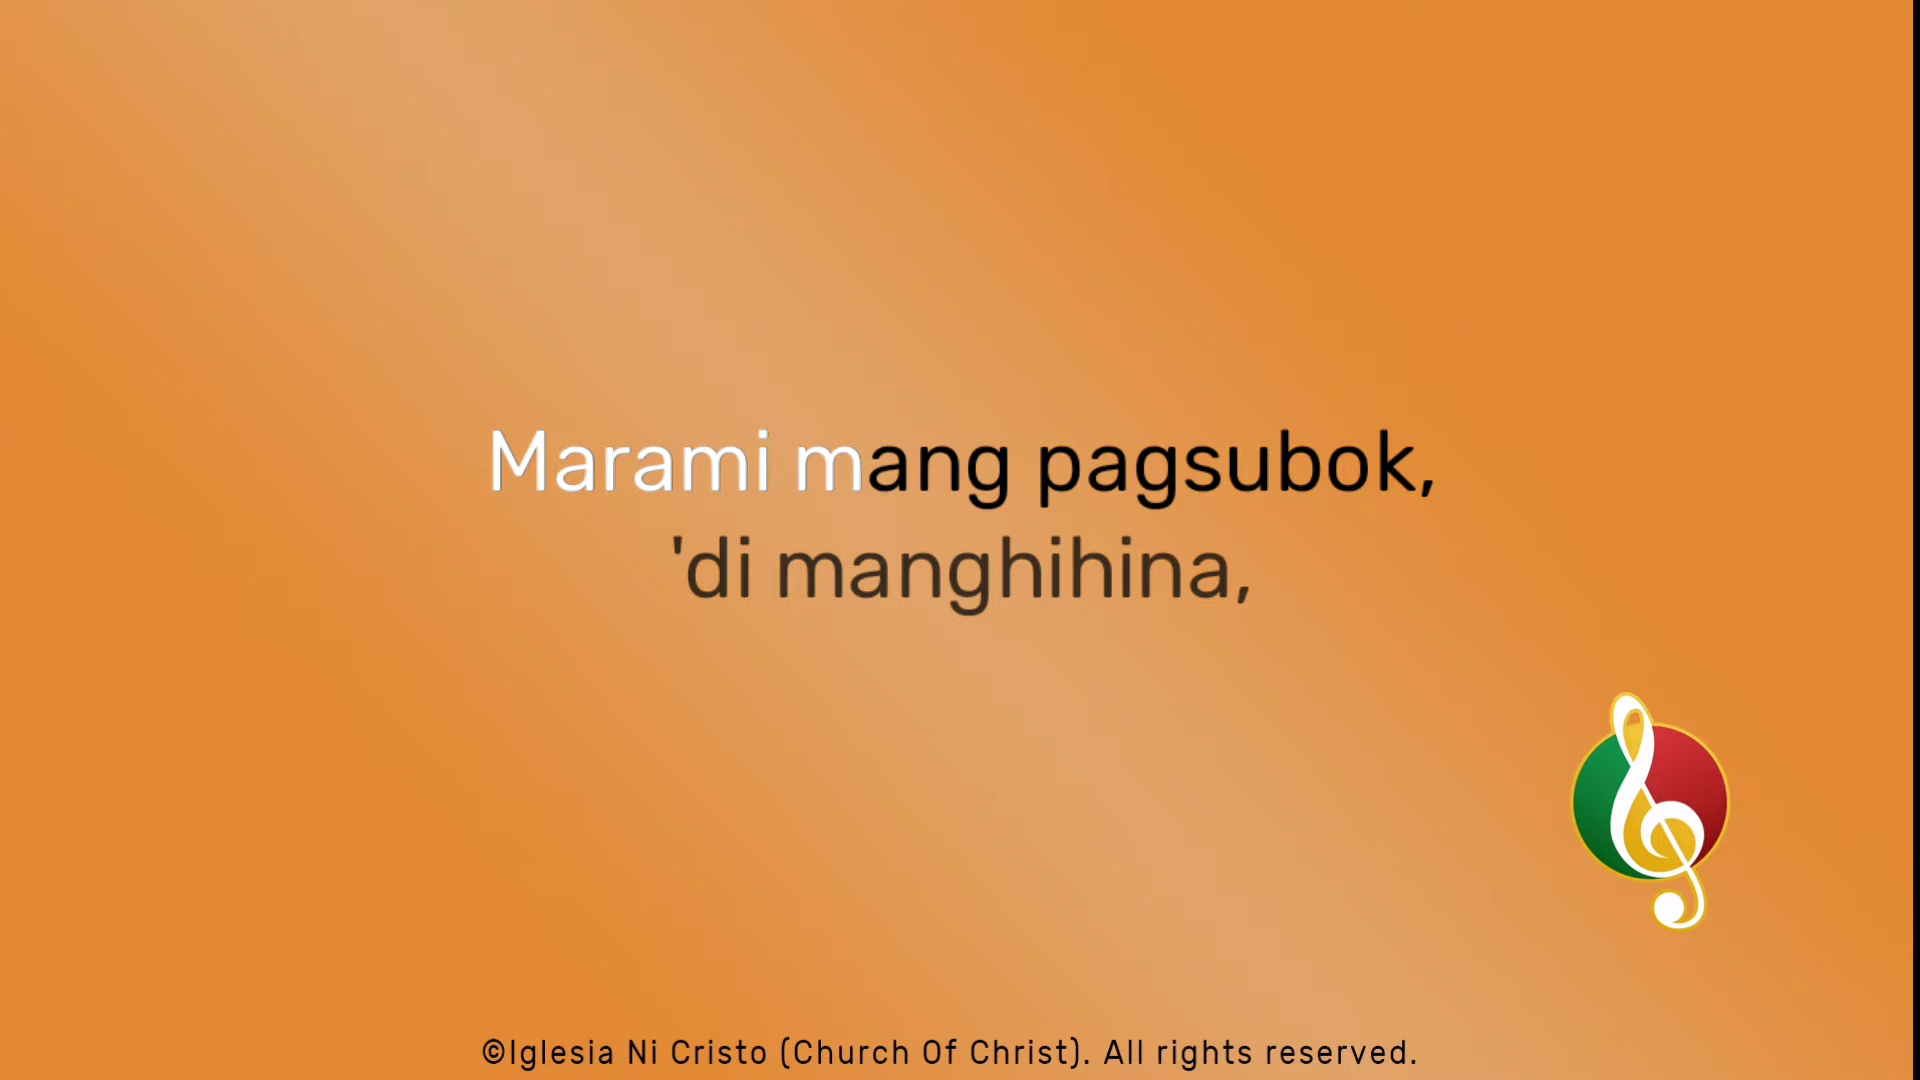 Marami mang pagsubok,
'di manghihina,
©Iglesia Ni Cristo (Church Of Christ). All rights reserved.